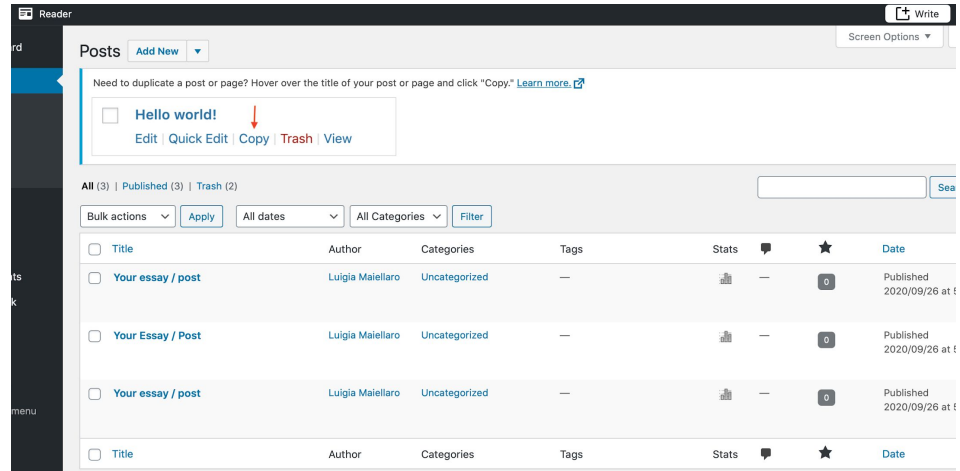 Reader
Write
rd
Screen Options ▼
Posts Add New ▼
Need to duplicate a post or page? Hover over the title of your post or page and click "Copy." Learn more.
Hello world!
Edit | Quick Edit | Copy | Trash | View
All (3) | Published (3) | Trash (2)
Sea
Bulk actions Apply All dates All Categories Filter
Title Author Categories Tags Stats Date
nts
Your essay / post Luigia Maiellaro Uncategorized — — 0 Published
2020/09/26 at 5
k
Your Essay / Post Luigia Maiellaro Uncategorized — — 0 Published
2020/09/26 at 5
Your essay / post Luigia Maiellaro Uncategorized — — 0 Published
2020/09/26 at 5
menu
Title Author Categories Tags Stats Date